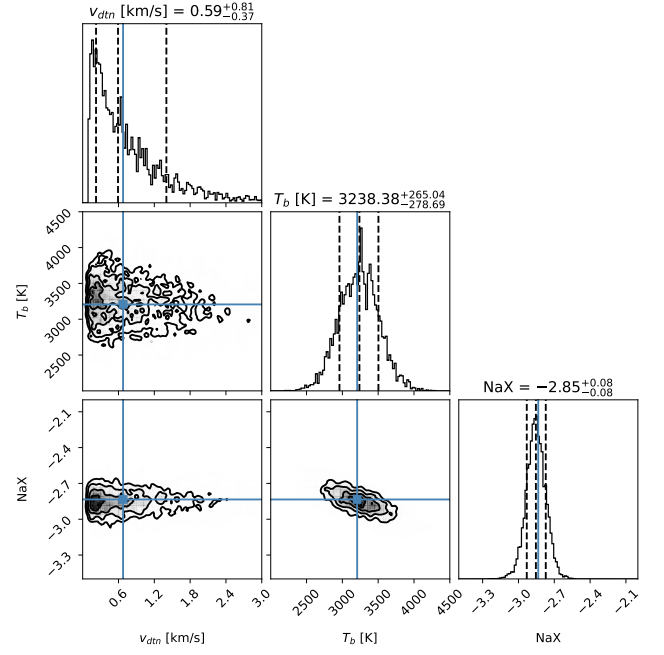 v_dtn [km/s] = 0.59^{+0.81}_{-0.37}
T_b [K] = 3238.38^{+265.04}_{-278.69}
4500
4000
3500
3000
2500
T_b [K]
NaX = −2.85^{+0.08}_{-0.08}
−2.1
−2.4
−2.7
−3.0
−3.3
NaX
0.6 1.2 1.8 2.4 3.0
2500 3000 3500 4000 4500
−3.3 −3.0 −2.7 −2.4 −2.1
v_dtn [km/s] T_b [K] NaX